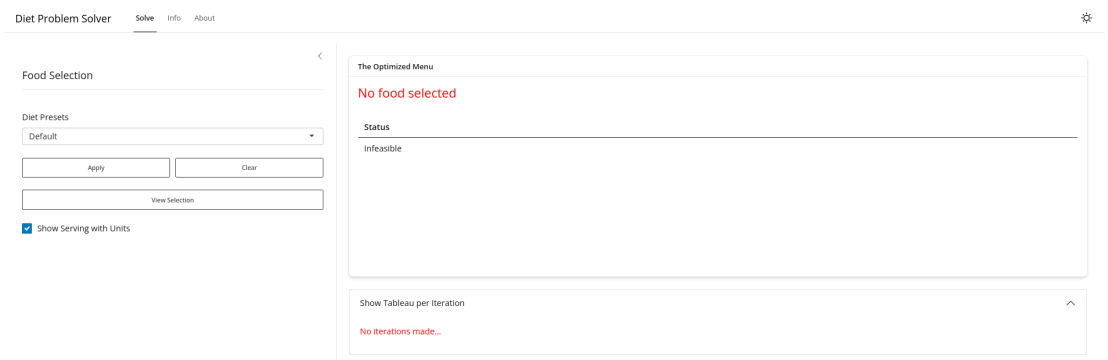 Diet Problem Solver
Solve
Info
About
Food Selection
Diet Presets
Default
Apply
Clear
View Selection
Show Serving with Units
The Optimized Menu
No food selected
Status
Infeasible
Show Tableau per Iteration
No iterations made...